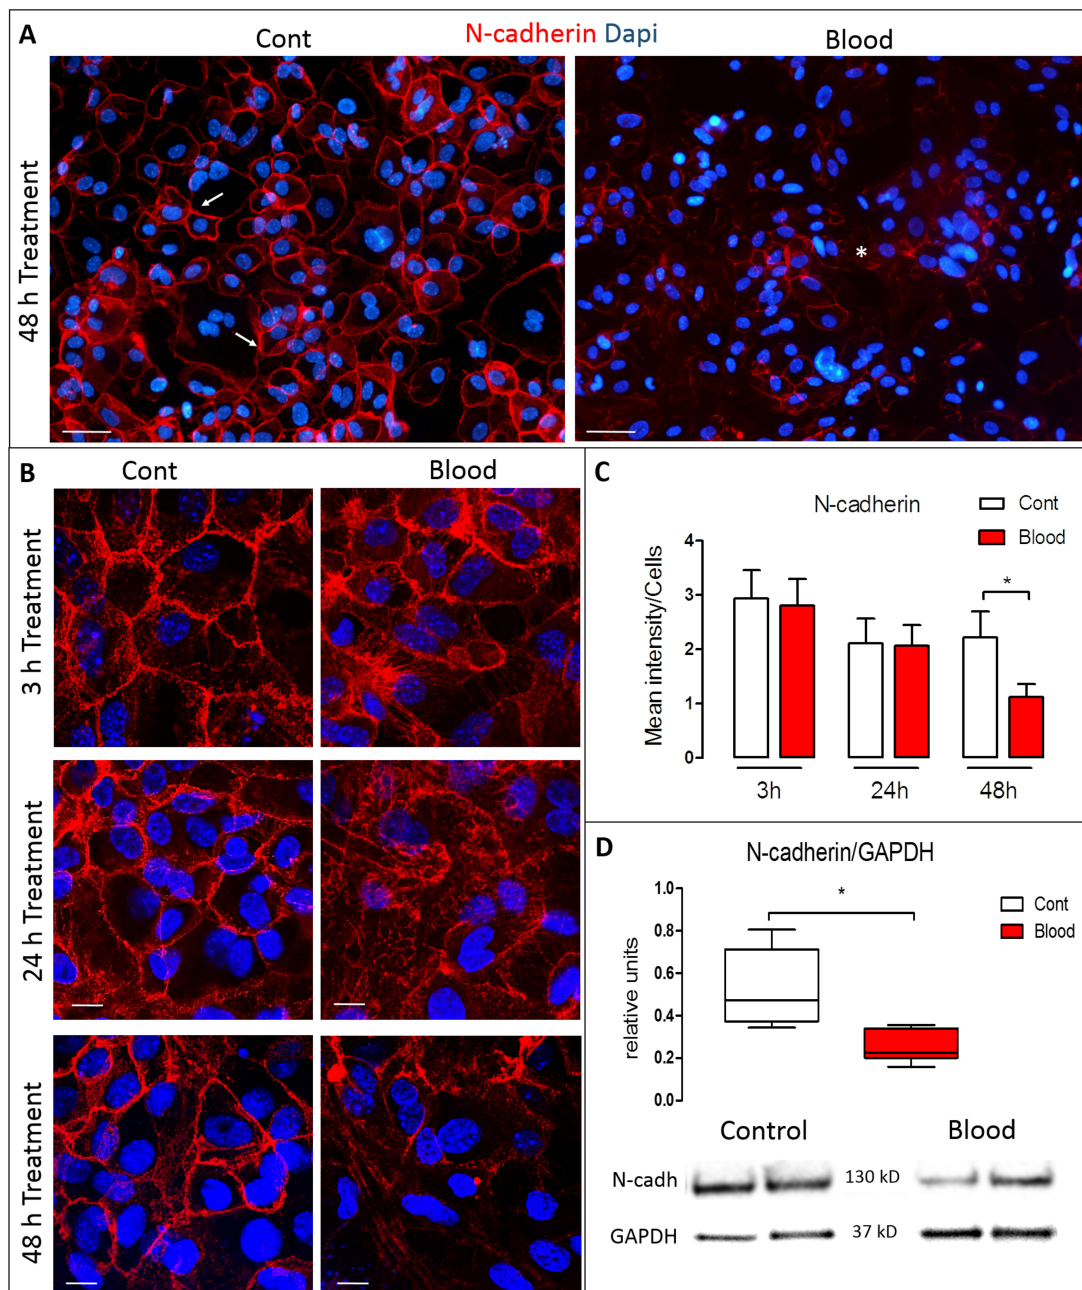 A
Cont
N-cadherin Dapi
Blood
48 h Treatment
*
B
Cont
Blood
3 h Treatment
24 h Treatment
48 h Treatment
C
N-cadherin
Cont
Blood
Mean intensity/Cells
4
3
2
1
0
*
3h
24h
48h
D
N-cadherin/GAPDH
Cont
Blood
relative units
1.0
0.8
0.6
0.4
0.2
0.0
*
Control
Blood
N-cadh
130 kD
GAPDH
37 kD